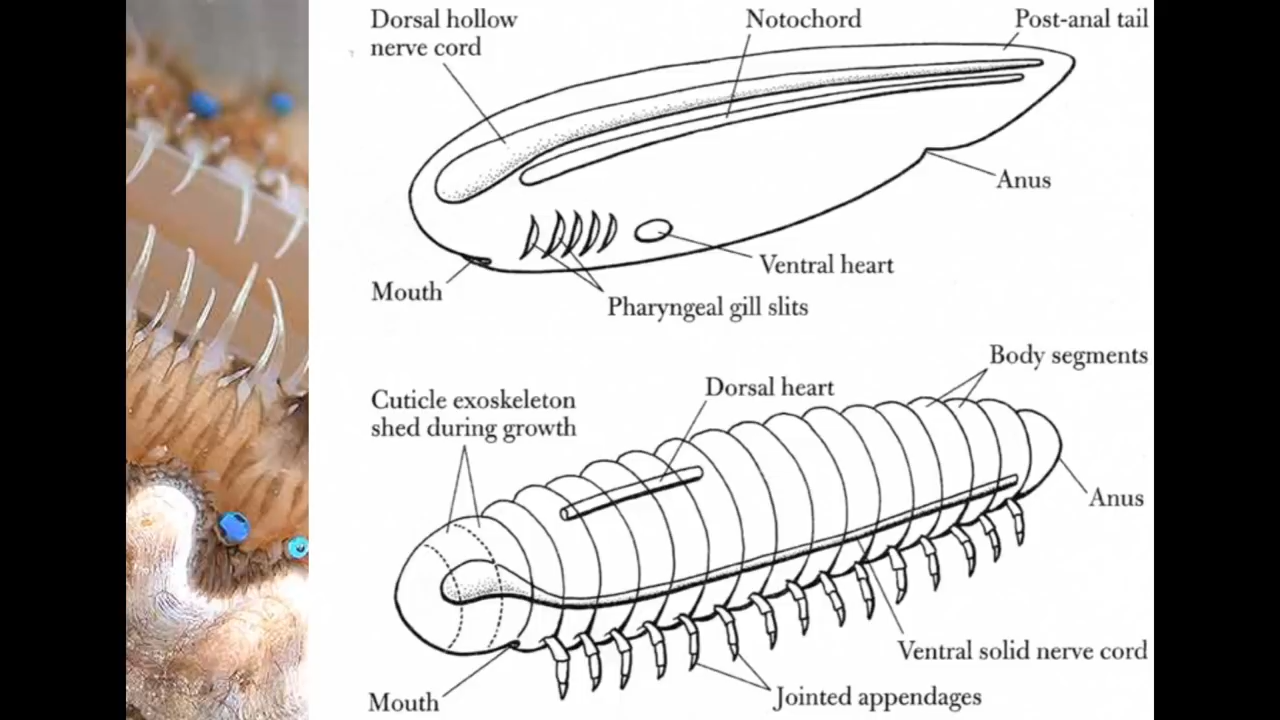 Dorsal hollow
nerve cord
Notochord
Post-anal tail
Anus
Ventral heart
Mouth
Pharyngeal gill slits
Body segments
Dorsal heart
Cuticle exoskeleton
shed during growth
Anus
Ventral solid nerve cord
Mouth
Jointed appendages